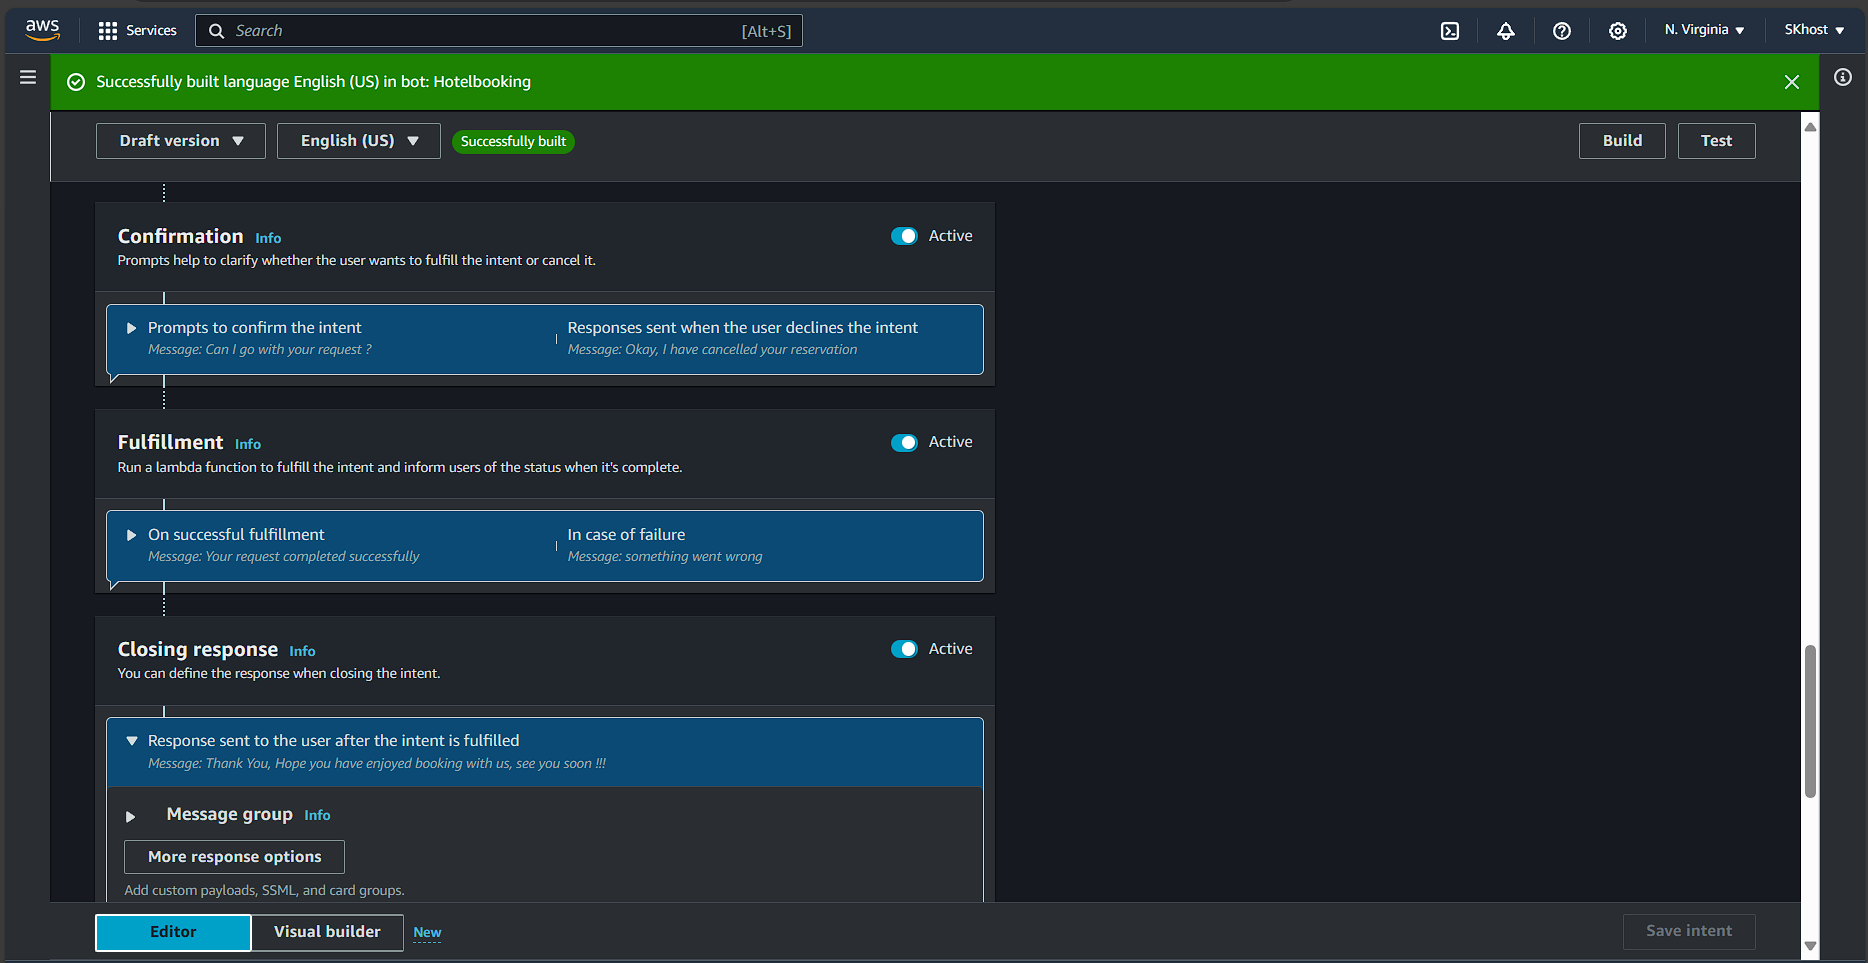 aws
Services
Search [Alt+S]
N. Virginia
SKhost
Successfully built language English (US) in bot: Hotelbooking
Draft version
English (US)
Successfully built
Build
Test
Confirmation Info
Active
Prompts help to clarify whether the user wants to fulfill the intent or cancel it.
Prompts to confirm the intent
Message: Can I go with your request ?
Responses sent when the user declines the intent
Message: Okay, I have cancelled your reservation
Fulfillment Info
Active
Run a lambda function to fulfill the intent and inform users of the status when it's complete.
On successful fulfillment
Message: Your request completed successfully
In case of failure
Message: something went wrong
Closing response Info
Active
You can define the response when closing the intent.
Response sent to the user after the intent is fulfilled
Message: Thank You, Hope you have enjoyed booking with us, see you soon !!!
Message group Info
More response options
Add custom payloads, SSML, and card groups.
Editor
Visual builder
New
Save intent